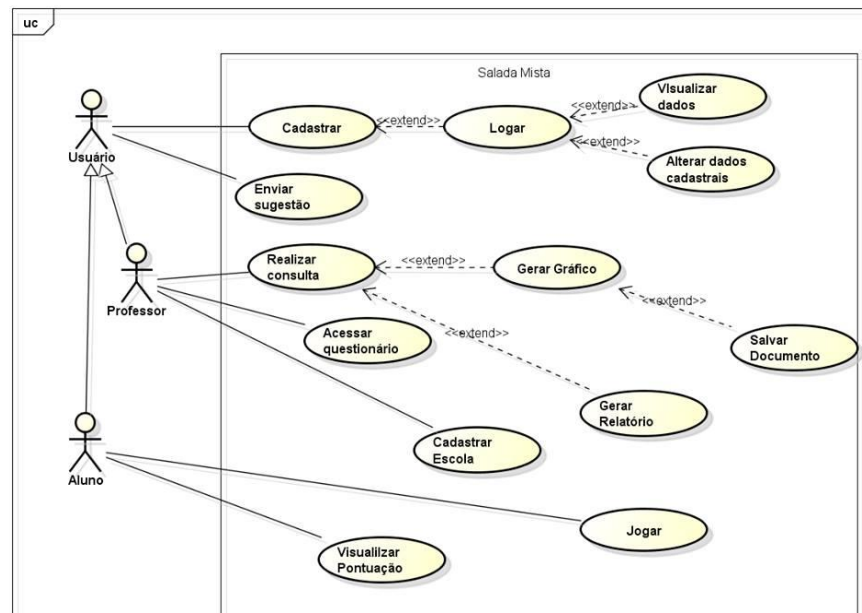 uc
Salada Mista
Usuário
Cadastrar
<<extend>>
Logar
<<extend>>
VIsualizar
dados
<<extend>>
Alterar dados
cadastrais
Enviar
sugestão
Professor
Realizar
consulta
<<extend>>
Gerar Gráfico
<<extend>>
Salvar
Documento
<<extend>>
Gerar
Relatório
Acessar
questionário
Cadastrar
Escola
Aluno
Jogar
Visualilzar
Pontuação